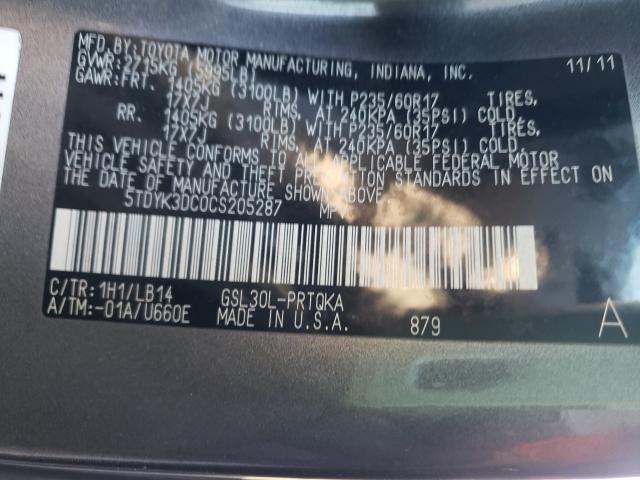 MFD.BY:TOYOTA MOTOR MANUFACTURING, INDIANA, INC. 11/11
GVWR:2715KG (5995LB)
GAWR:FRT. 1405KG (3100LB) WITH P235/60R17 TIRES,
17X7J RIMS, AT 240KPA (35PSI) COLD.
RR. 1405KG (3100LB) WITH P235/60R17 TIRES,
17X7J RIMS, AT 240KPA (35PSI) COLD.
THIS VEHICLE CONFORMS TO ALL APPLICABLE FEDERAL MOTOR
VEHICLE SAFETY AND THEFT PREVENTION STANDARDS IN EFFECT ON
THE DATE OF MANUFACTURE SHOWN ABOVE.
5TDYK3DC0CS205287 MPV
C/TR:1H1/LB14 GSL30L-PRTQKA
A/TM:-01A/U660E MADE IN U.S.A. 879 A